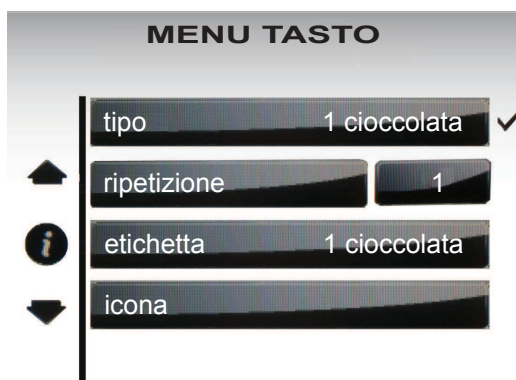 MENU TASTO
tipo 1 cioccolata
ripetizione 1
i etichetta 1 cioccolata
icona